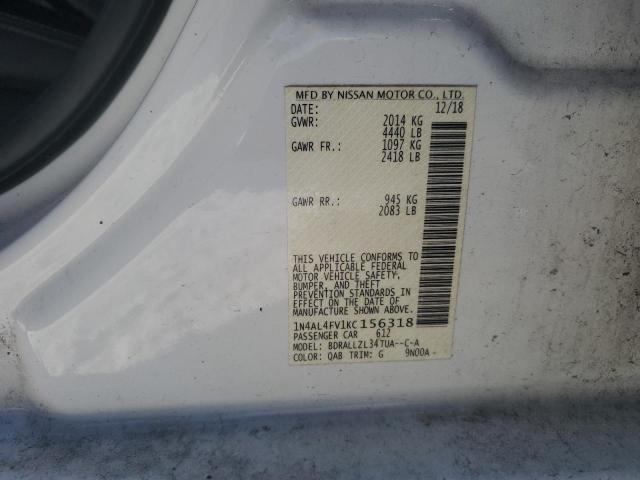 MFD BY NISSAN MOTOR CO., LTD.
DATE: 12/18
GVWR: 2014 KG
4440 LB
GAWR FR.: 1097 KG
2418 LB
GAWR RR.: 945 KG
2083 LB
THIS VEHICLE CONFORMS TO
ALL APPLICABLE FEDERAL
MOTOR VEHICLE SAFETY,
BUMPER, AND THEFT
PREVENTION STANDARDS IN
EFFECT ON THE DATE OF
MANUFACTURE SHOWN ABOVE.
1N4AL4FV1KC156318
PASSENGER CAR 612
MODEL: BDRALLZL34TUA--C-A
COLOR: QAB TRIM: G 9N00A-